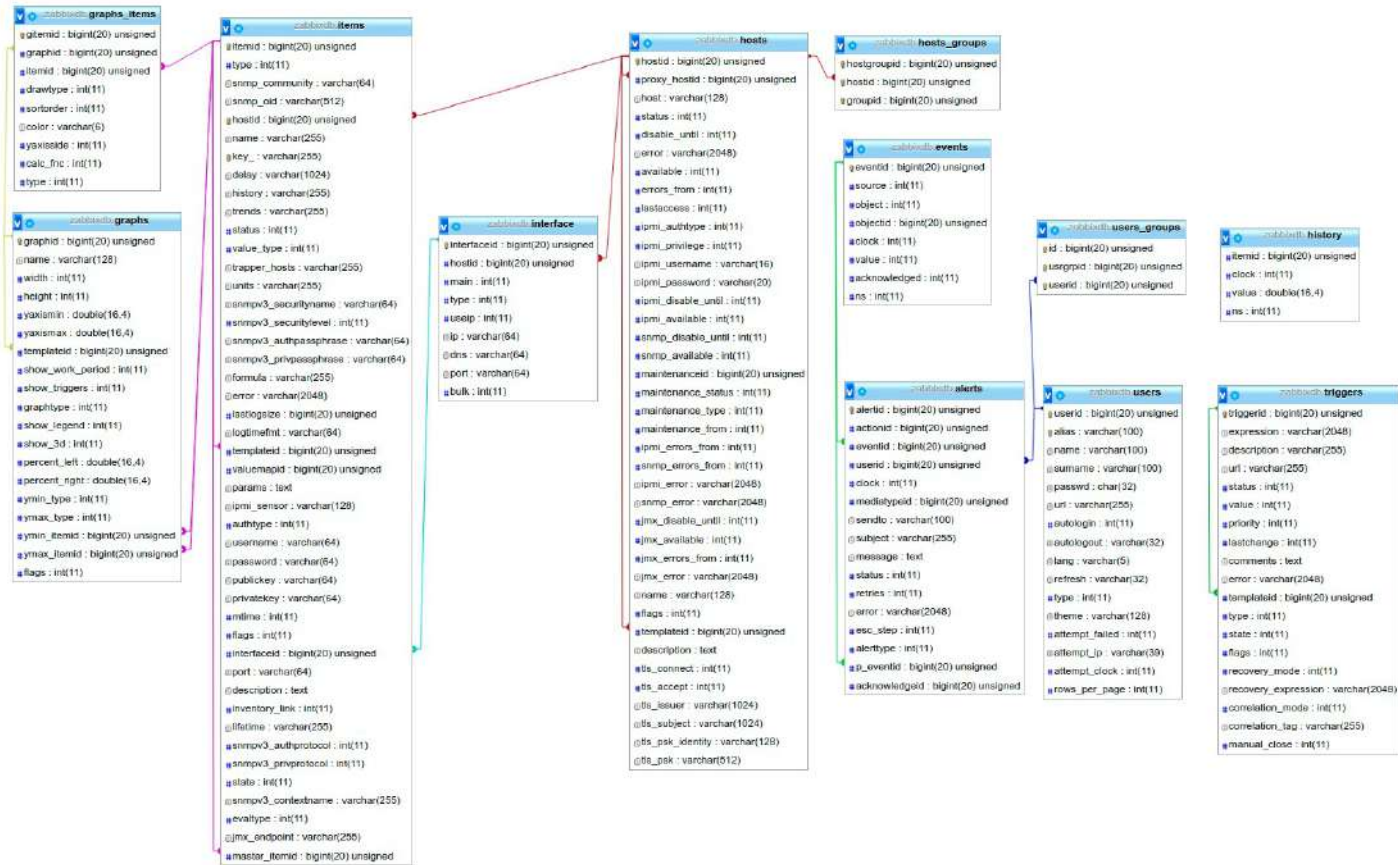 zabbixdb graphs_items
gitemid : bigint(20) unsigned
graphid : bigint(20) unsigned
itemid : bigint(20) unsigned
drawtype : int(11)
sortorder : int(11)
color : varchar(6)
yaxisside : int(11)
calc_fnc : int(11)
type : int(11)
zabbixdb graphs
graphid : bigint(20) unsigned
name : varchar(128)
width : int(11)
height : int(11)
yaxismin : double(16,4)
yaxismax : double(16,4)
templateid : bigint(20) unsigned
show_work_period : int(11)
show_triggers : int(11)
graphtype : int(11)
show_legend : int(11)
show_3d : int(11)
percent_left : double(16,4)
percent_right : double(16,4)
ymin_type : int(11)
ymax_type : int(11)
ymin_itemid : bigint(20) unsigned
ymax_itemid : bigint(20) unsigned
flags : int(11)
zabbixdb items
itemid : bigint(20) unsigned
type : int(11)
snmp_community : varchar(64)
snmp_oid : varchar(512)
hostid : bigint(20) unsigned
name : varchar(255)
key_ : varchar(255)
delay : varchar(1024)
history : varchar(255)
trends : varchar(255)
status : int(11)
value_type : int(11)
trapper_hosts : varchar(255)
units : varchar(255)
snmpv3_securityname : varchar(64)
snmpv3_securitylevel : int(11)
snmpv3_authpassphrase : varchar(64)
snmpv3_privpassphrase : varchar(64)
formula : varchar(255)
error : varchar(2048)
lastlogsize : bigint(20) unsigned
logtimefmt : varchar(64)
templateid : bigint(20) unsigned
valuemapid : bigint(20) unsigned
params : text
ipmi_sensor : varchar(128)
authtype : int(11)
username : varchar(64)
password : varchar(64)
publickey : varchar(64)
privatekey : varchar(64)
mtime : int(11)
flags : int(11)
interfaceid : bigint(20) unsigned
port : varchar(64)
description : text
inventory_link : int(11)
lifetime : varchar(255)
snmpv3_authprotocol : int(11)
snmpv3_privprotocol : int(11)
state : int(11)
snmpv3_contextname : varchar(255)
evaltype : int(11)
jmx_endpoint : varchar(255)
master_itemid : bigint(20) unsigned
zabbixdb interface
interfaceid : bigint(20) unsigned
hostid : bigint(20) unsigned
main : int(11)
type : int(11)
useip : int(11)
ip : varchar(64)
dns : varchar(64)
port : varchar(64)
bulk : int(11)
zabbixdb hosts
hostid : bigint(20) unsigned
proxy_hostid : bigint(20) unsigned
host : varchar(128)
status : int(11)
disable_until : int(11)
error : varchar(2048)
available : int(11)
errors_from : int(11)
lastaccess : int(11)
ipmi_authtype : int(11)
ipmi_privilege : int(11)
ipmi_username : varchar(16)
ipmi_password : varchar(20)
ipmi_disable_until : int(11)
ipmi_available : int(11)
snmp_disable_until : int(11)
snmp_available : int(11)
maintenanceid : bigint(20) unsigned
maintenance_status : int(11)
maintenance_type : int(11)
maintenance_from : int(11)
ipmi_errors_from : int(11)
snmp_errors_from : int(11)
ipmi_error : varchar(2048)
snmp_error : varchar(2048)
jmx_disable_until : int(11)
jmx_available : int(11)
jmx_errors_from : int(11)
jmx_error : varchar(2048)
name : varchar(128)
flags : int(11)
templateid : bigint(20) unsigned
description : text
tls_connect : int(11)
tls_accept : int(11)
tls_issuer : varchar(1024)
tls_subject : varchar(1024)
tls_psk_identity : varchar(128)
tls_psk : varchar(512)
zabbixdb hosts_groups
hostgroupid : bigint(20) unsigned
hostid : bigint(20) unsigned
groupid : bigint(20) unsigned
zabbixdb events
eventid : bigint(20) unsigned
source : int(11)
object : int(11)
objectid : bigint(20) unsigned
clock : int(11)
value : int(11)
acknowledged : int(11)
ns : int(11)
zabbixdb alerts
alertid : bigint(20) unsigned
actionid : bigint(20) unsigned
eventid : bigint(20) unsigned
userid : bigint(20) unsigned
clock : int(11)
mediatypeid : bigint(20) unsigned
sendto : varchar(100)
subject : varchar(255)
message : text
status : int(11)
retries : int(11)
error : varchar(2048)
esc_step : int(11)
alerttype : int(11)
p_eventid : bigint(20) unsigned
acknowledgeid : bigint(20) unsigned
zabbixdb users_groups
id : bigint(20) unsigned
usrgrpid : bigint(20) unsigned
userid : bigint(20) unsigned
zabbixdb users
userid : bigint(20) unsigned
alias : varchar(100)
name : varchar(100)
surname : varchar(100)
passwd : char(32)
url : varchar(255)
autologin : int(11)
autologout : varchar(32)
lang : varchar(5)
refresh : varchar(32)
type : int(11)
theme : varchar(128)
attempt_failed : int(11)
attempt_ip : varchar(39)
attempt_clock : int(11)
rows_per_page : int(11)
zabbixdb history
itemid : bigint(20) unsigned
clock : int(11)
value : double(16,4)
ns : int(11)
zabbixdb triggers
triggerid : bigint(20) unsigned
expression : varchar(2048)
description : varchar(255)
url : varchar(255)
status : int(11)
value : int(11)
priority : int(11)
lastchange : int(11)
comments : text
error : varchar(2048)
templateid : bigint(20) unsigned
type : int(11)
state : int(11)
flags : int(11)
recovery_mode : int(11)
recovery_expression : varchar(2048)
correlation_mode : int(11)
correlation_tag : varchar(255)
manual_close : int(11)